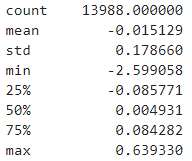 count 13988.000000
mean -0.015129
std 0.178660
min -2.599058
25% -0.085771
50% 0.004931
75% 0.084282
max 0.639330